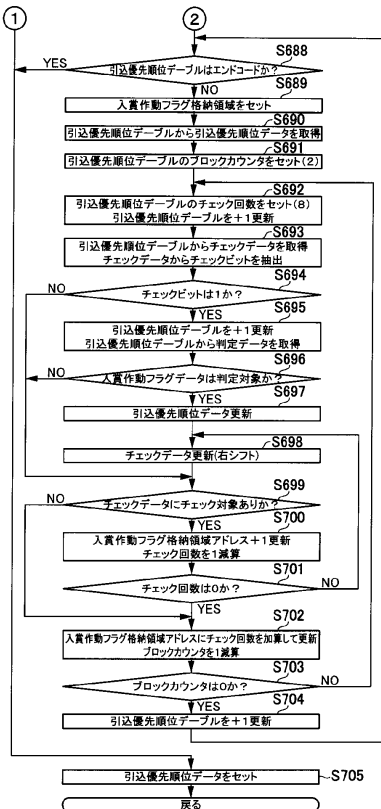 ① ②
S688
YES 引込優先順位テーブルはエンドコードか?
NO S689
入賞作動フラグ格納領域をセット
S690
引込優先順位テーブルから引込優先順位データを取得
S691
引込優先順位テーブルのブロックカウンタをセット(2)
S692
引込優先順位テーブルのチェック回数をセット(8)
引込優先順位テーブルを+1更新
S693
引込優先順位テーブルからチェックデータを取得
チェックデータからチェックビットを抽出
S694
NO チェックビットは1か?
YES S695
引込優先順位テーブルを+1更新
引込優先順位テーブルから判定データを取得
S696
NO 入賞作動フラグデータは判定対象か?
YES S697
引込優先順位データ更新
S698
チェックデータ更新(右シフト)
S699
NO チェックデータにチェック対象ありか?
YES S700
入賞作動フラグ格納領域アドレス+1更新
チェック回数を1減算
S701
チェック回数は0か? NO
YES
S702
入賞作動フラグ格納領域アドレスにチェック回数を加算して更新
ブロックカウンタを1減算
S703
ブロックカウンタは0か? NO
YES S704
引込優先順位テーブルを+1更新
引込優先順位データをセット S705
戻る